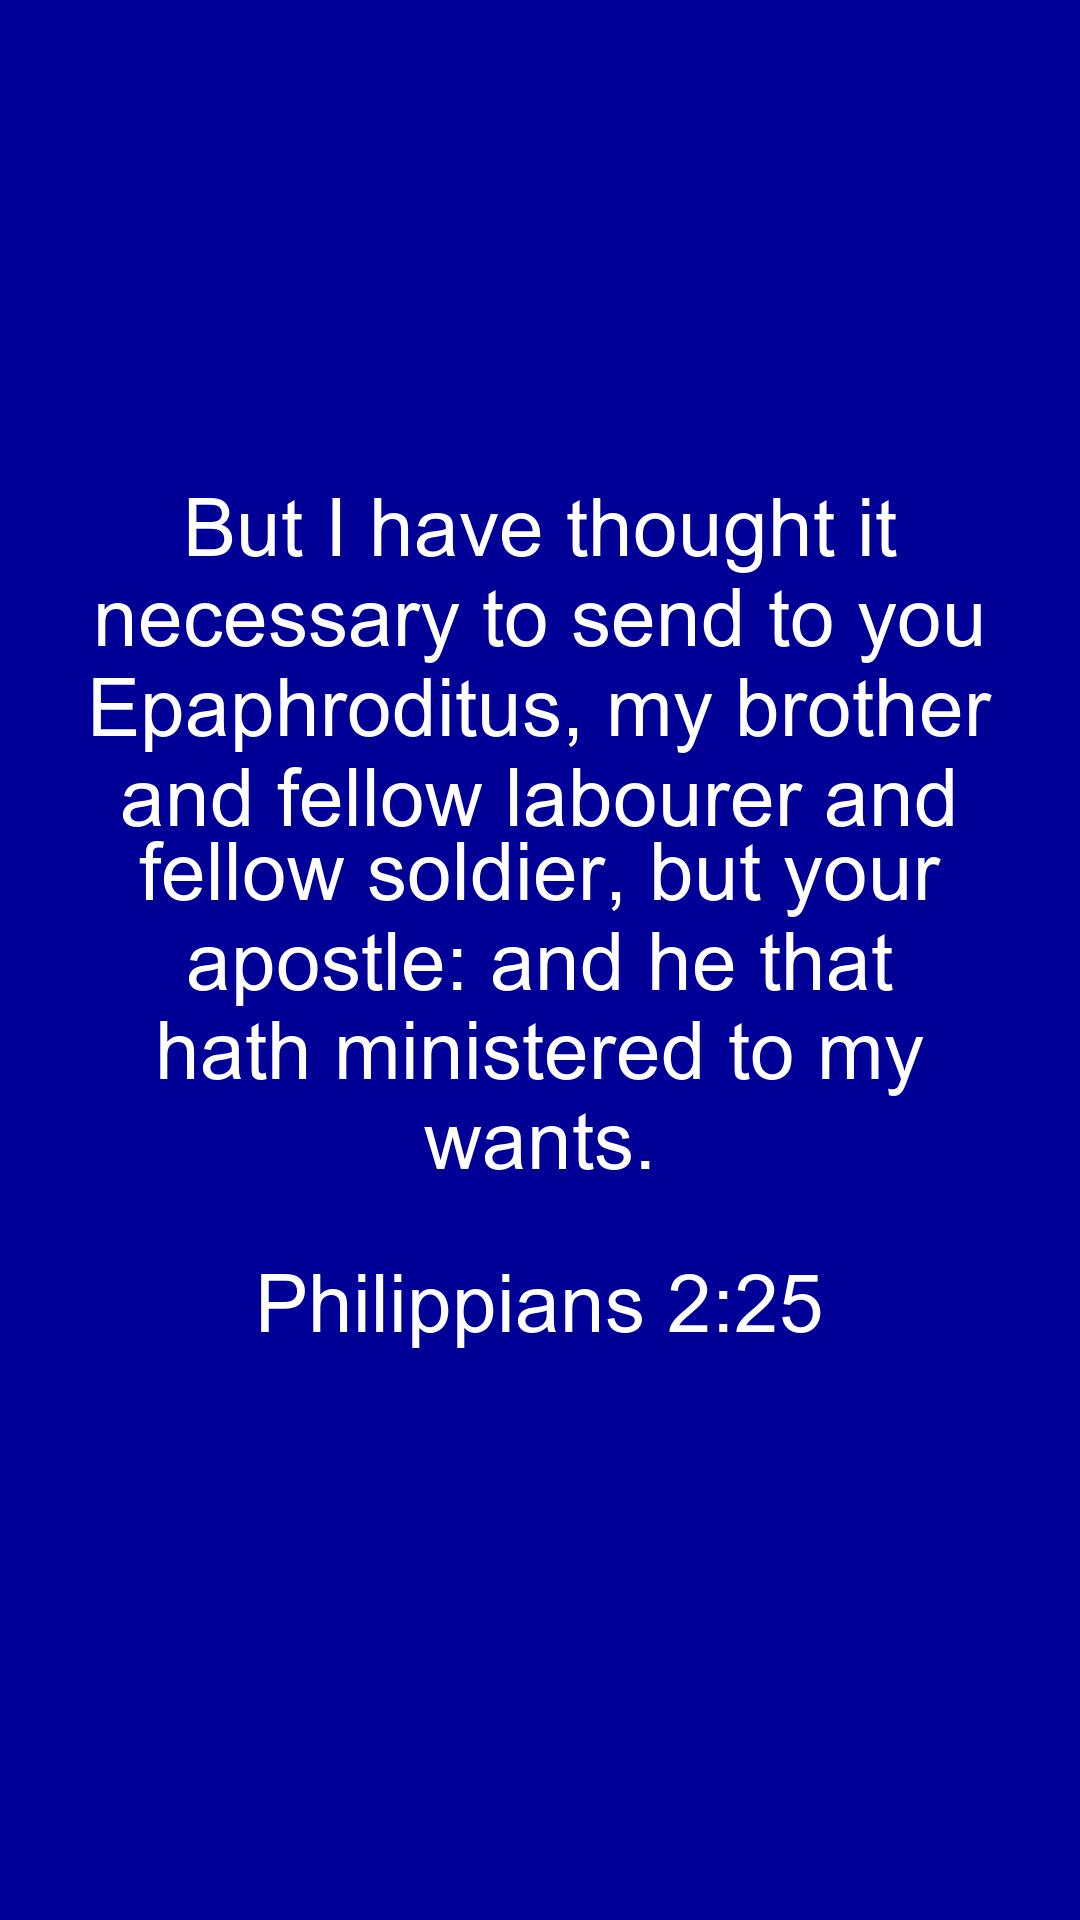 But I have thought it
necessary to send to you
Epaphroditus, my brother
and fellow labourer and
fellow soldier, but your
apostle: and he that
hath ministered to my
wants.
Philippians 2:25